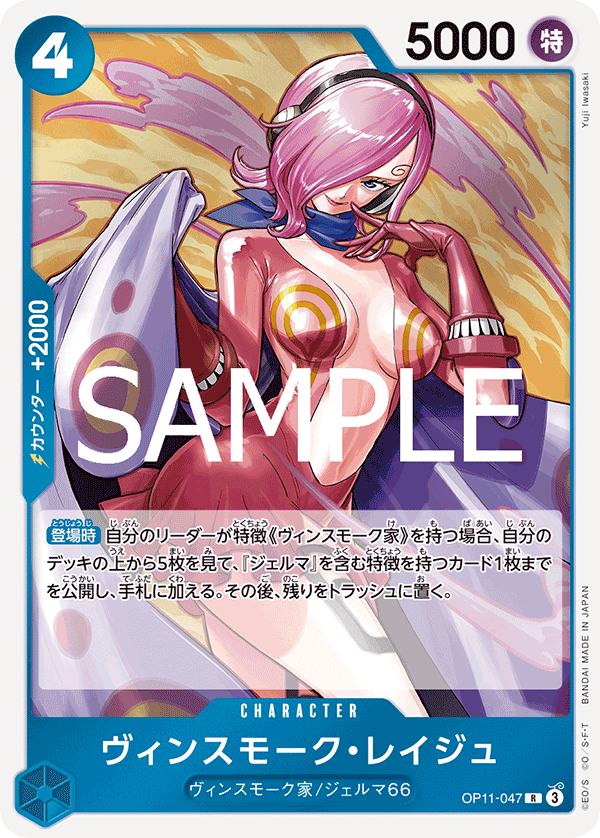 4
5000 特
Yuji Iwasaki
カウンター +2000
SAMPLE
登場時 自分のリーダーが特徴《ヴィンスモーク家》を持つ場合、自分の
デッキの上から5枚を見て、『ジェルマ』を含む特徴を持つカード1枚まで
を公開し、手札に加える。その後、残りをトラッシュに置く。
CHARACTER
ヴィンスモーク・レイジュ
ヴィンスモーク家/ジェルマ66
OP11-047 R 3
©E.O/S ©O/S・F・T BANDAI MADE IN JAPAN